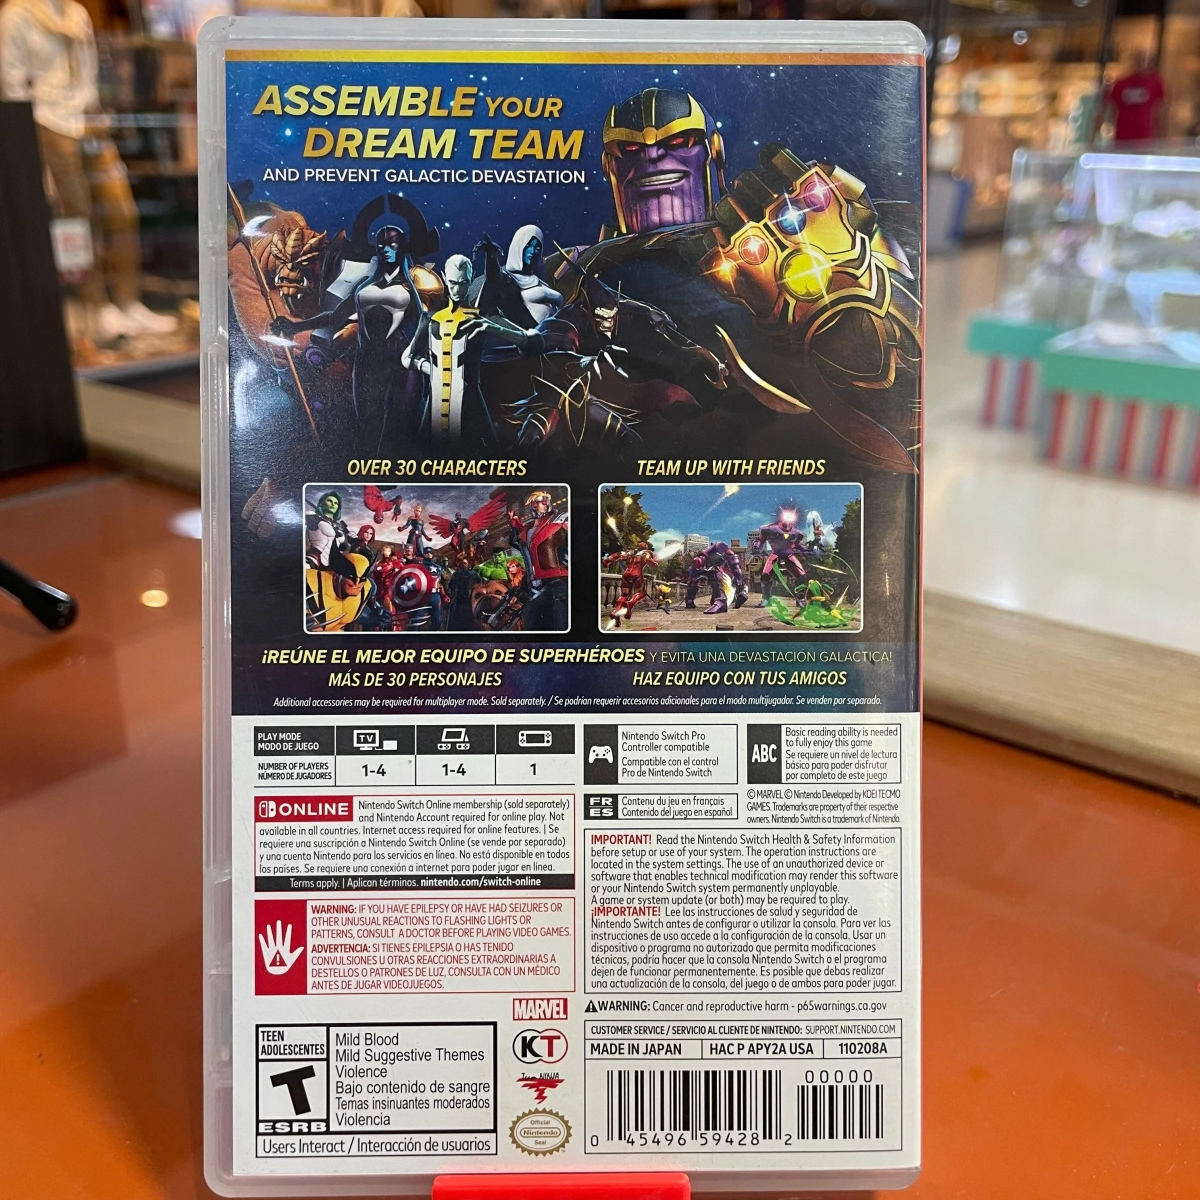 ASSEMBLE YOUR
DREAM TEAM
AND PREVENT GALACTIC DEVASTATION
OVER 30 CHARACTERS
TEAM UP WITH FRIENDS
¡REÚNE EL MEJOR EQUIPO DE SUPERHÉROES Y EVITA UNA DEVASTACIÓN GALÁCTICA!
MÁS DE 30 PERSONAJES
HAZ EQUIPO CON TUS AMIGOS
Additional accessories may be required for multiplayer mode. Sold separately. / Se podrían requerir accesorios adicionales para el modo multijugador. Se venden por separado.
PLAY MODE
MODO DE JUEGO
TV
NUMBER OF PLAYERS
NÚMERO DE JUGADORES
1-4
1-4
1
Nintendo Switch Pro
Controller compatible
Compatible con el control
Pro de Nintendo Switch
ABC
Basic reading ability is needed
to fully enjoy this game
Se requiere un nivel de lectura
básico para poder disfrutar
por completo de este juego
FR
ES
Contenu du jeu en français
Contenido del juego en español
© MARVEL © Nintendo Developed by KOEI TECMO
GAMES. Trademarks are property of their respective
owners. Nintendo Switch is a trademark of Nintendo.
ONLINE
Nintendo Switch Online membership (sold separately)
and Nintendo Account required for online play. Not
available in all countries. Internet access required for online features. | Se
requiere una suscripción a Nintendo Switch Online (se vende por separado)
y una cuenta Nintendo para los servicios en línea. No está disponible en todos
los países. Se requiere una conexión a internet para poder jugar en línea.
Terms apply. | Aplican términos. nintendo.com/switch-online
WARNING: IF YOU HAVE EPILEPSY OR HAVE HAD SEIZURES OR
OTHER UNUSUAL REACTIONS TO FLASHING LIGHTS OR
PATTERNS, CONSULT A DOCTOR BEFORE PLAYING VIDEO GAMES.
ADVERTENCIA: SI TIENES EPILEPSIA O HAS TENIDO
CONVULSIONES U OTRAS REACCIONES EXTRAORDINARIAS A
DESTELLOS O PATRONES DE LUZ, CONSULTA CON UN MÉDICO
ANTES DE JUGAR VIDEOJUEGOS.
IMPORTANT! Read the Nintendo Switch Health & Safety Information
before setup or use of your system. The operation instructions are
located in the system settings. The use of an unauthorized device or
software that enables technical modification may render this software
or your Nintendo Switch system permanently unplayable.
A game or system update (or both) may be required to play.
¡IMPORTANTE! Lee las instrucciones de salud y seguridad de
Nintendo Switch antes de configurar o utilizar la consola. Para ver las
instrucciones de uso accede a la configuración de la consola. Usar un
dispositivo o programa no autorizado que permita modificaciones
técnicas, podría hacer que la consola Nintendo Switch o el programa
dejen de funcionar permanentemente. Es posible que debas realizar
una actualización de la consola, del juego o de ambos para poder jugar.
WARNING: Cancer and reproductive harm - p65warnings.ca.gov
CUSTOMER SERVICE / SERVICIO AL CLIENTE DE NINTENDO: SUPPORT.NINTENDO.COM
MADE IN JAPAN
HAC P APY2A USA
110208A
00000
0 45496 59428 2
MARVEL
KT
TEAM NINJA
Official
Nintendo
Seal
TEEN
ADOLESCENTES
T
ESRB
Mild Blood
Mild Suggestive Themes
Violence
Bajo contenido de sangre
Temas insinuantes moderados
Violencia
Users Interact / Interacción de usuarios